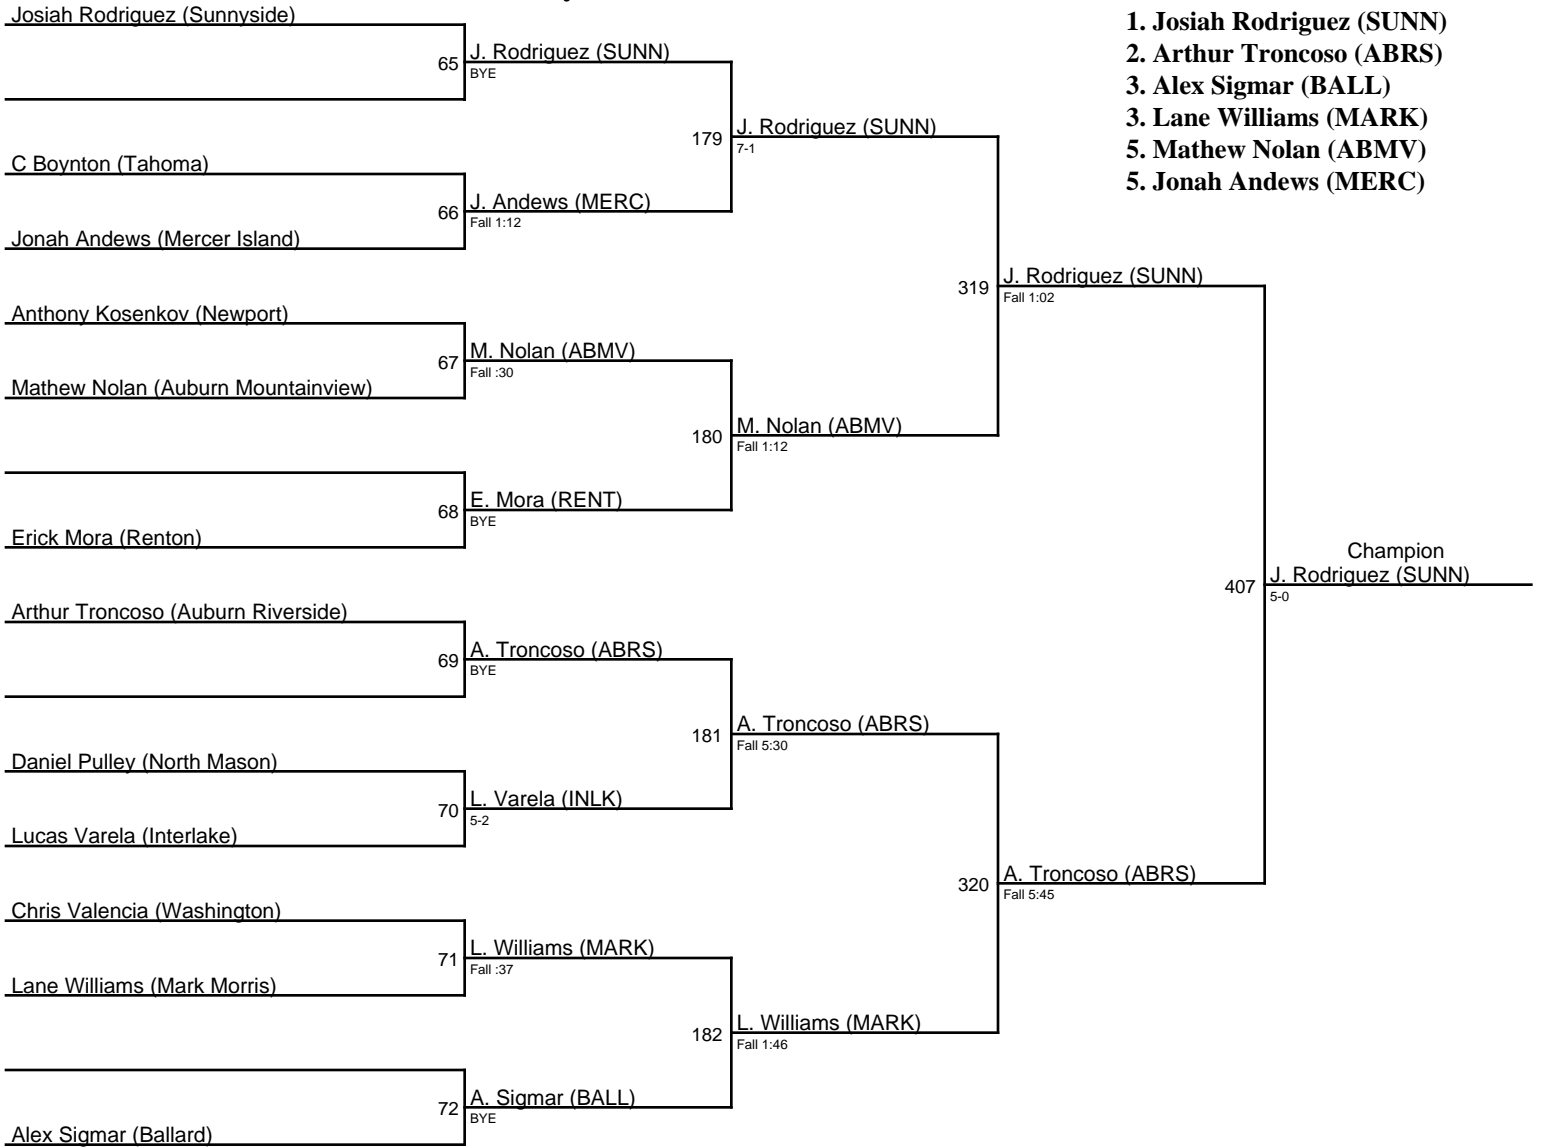 Josiah Rodriguez (Sunnyside)
1. Josiah Rodriguez (SUNN)
2. Arthur Troncoso (ABRS)
3. Alex Sigmar (BALL)
3. Lane Williams (MARK)
5. Mathew Nolan (ABMV)
5. Jonah Andews (MERC)
65
J. Rodriguez (SUNN)
BYE
179
J. Rodriguez (SUNN)
7-1
C Boynton (Tahoma)
66
J. Andews (MERC)
Fall 1:12
Jonah Andews (Mercer Island)
319
J. Rodriguez (SUNN)
Fall 1:02
Anthony Kosenkov (Newport)
67
M. Nolan (ABMV)
Fall :30
Mathew Nolan (Auburn Mountainview)
180
M. Nolan (ABMV)
Fall 1:12
68
E. Mora (RENT)
BYE
Erick Mora (Renton)
Champion
407
J. Rodriguez (SUNN)
5-0
Arthur Troncoso (Auburn Riverside)
69
A. Troncoso (ABRS)
BYE
181
A. Troncoso (ABRS)
Fall 5:30
Daniel Pulley (North Mason)
70
L. Varela (INLK)
5-2
Lucas Varela (Interlake)
320
A. Troncoso (ABRS)
Fall 5:45
Chris Valencia (Washington)
71
L. Williams (MARK)
Fall :37
Lane Williams (Mark Morris)
182
L. Williams (MARK)
Fall 1:46
72
A. Sigmar (BALL)
BYE
Alex Sigmar (Ballard)